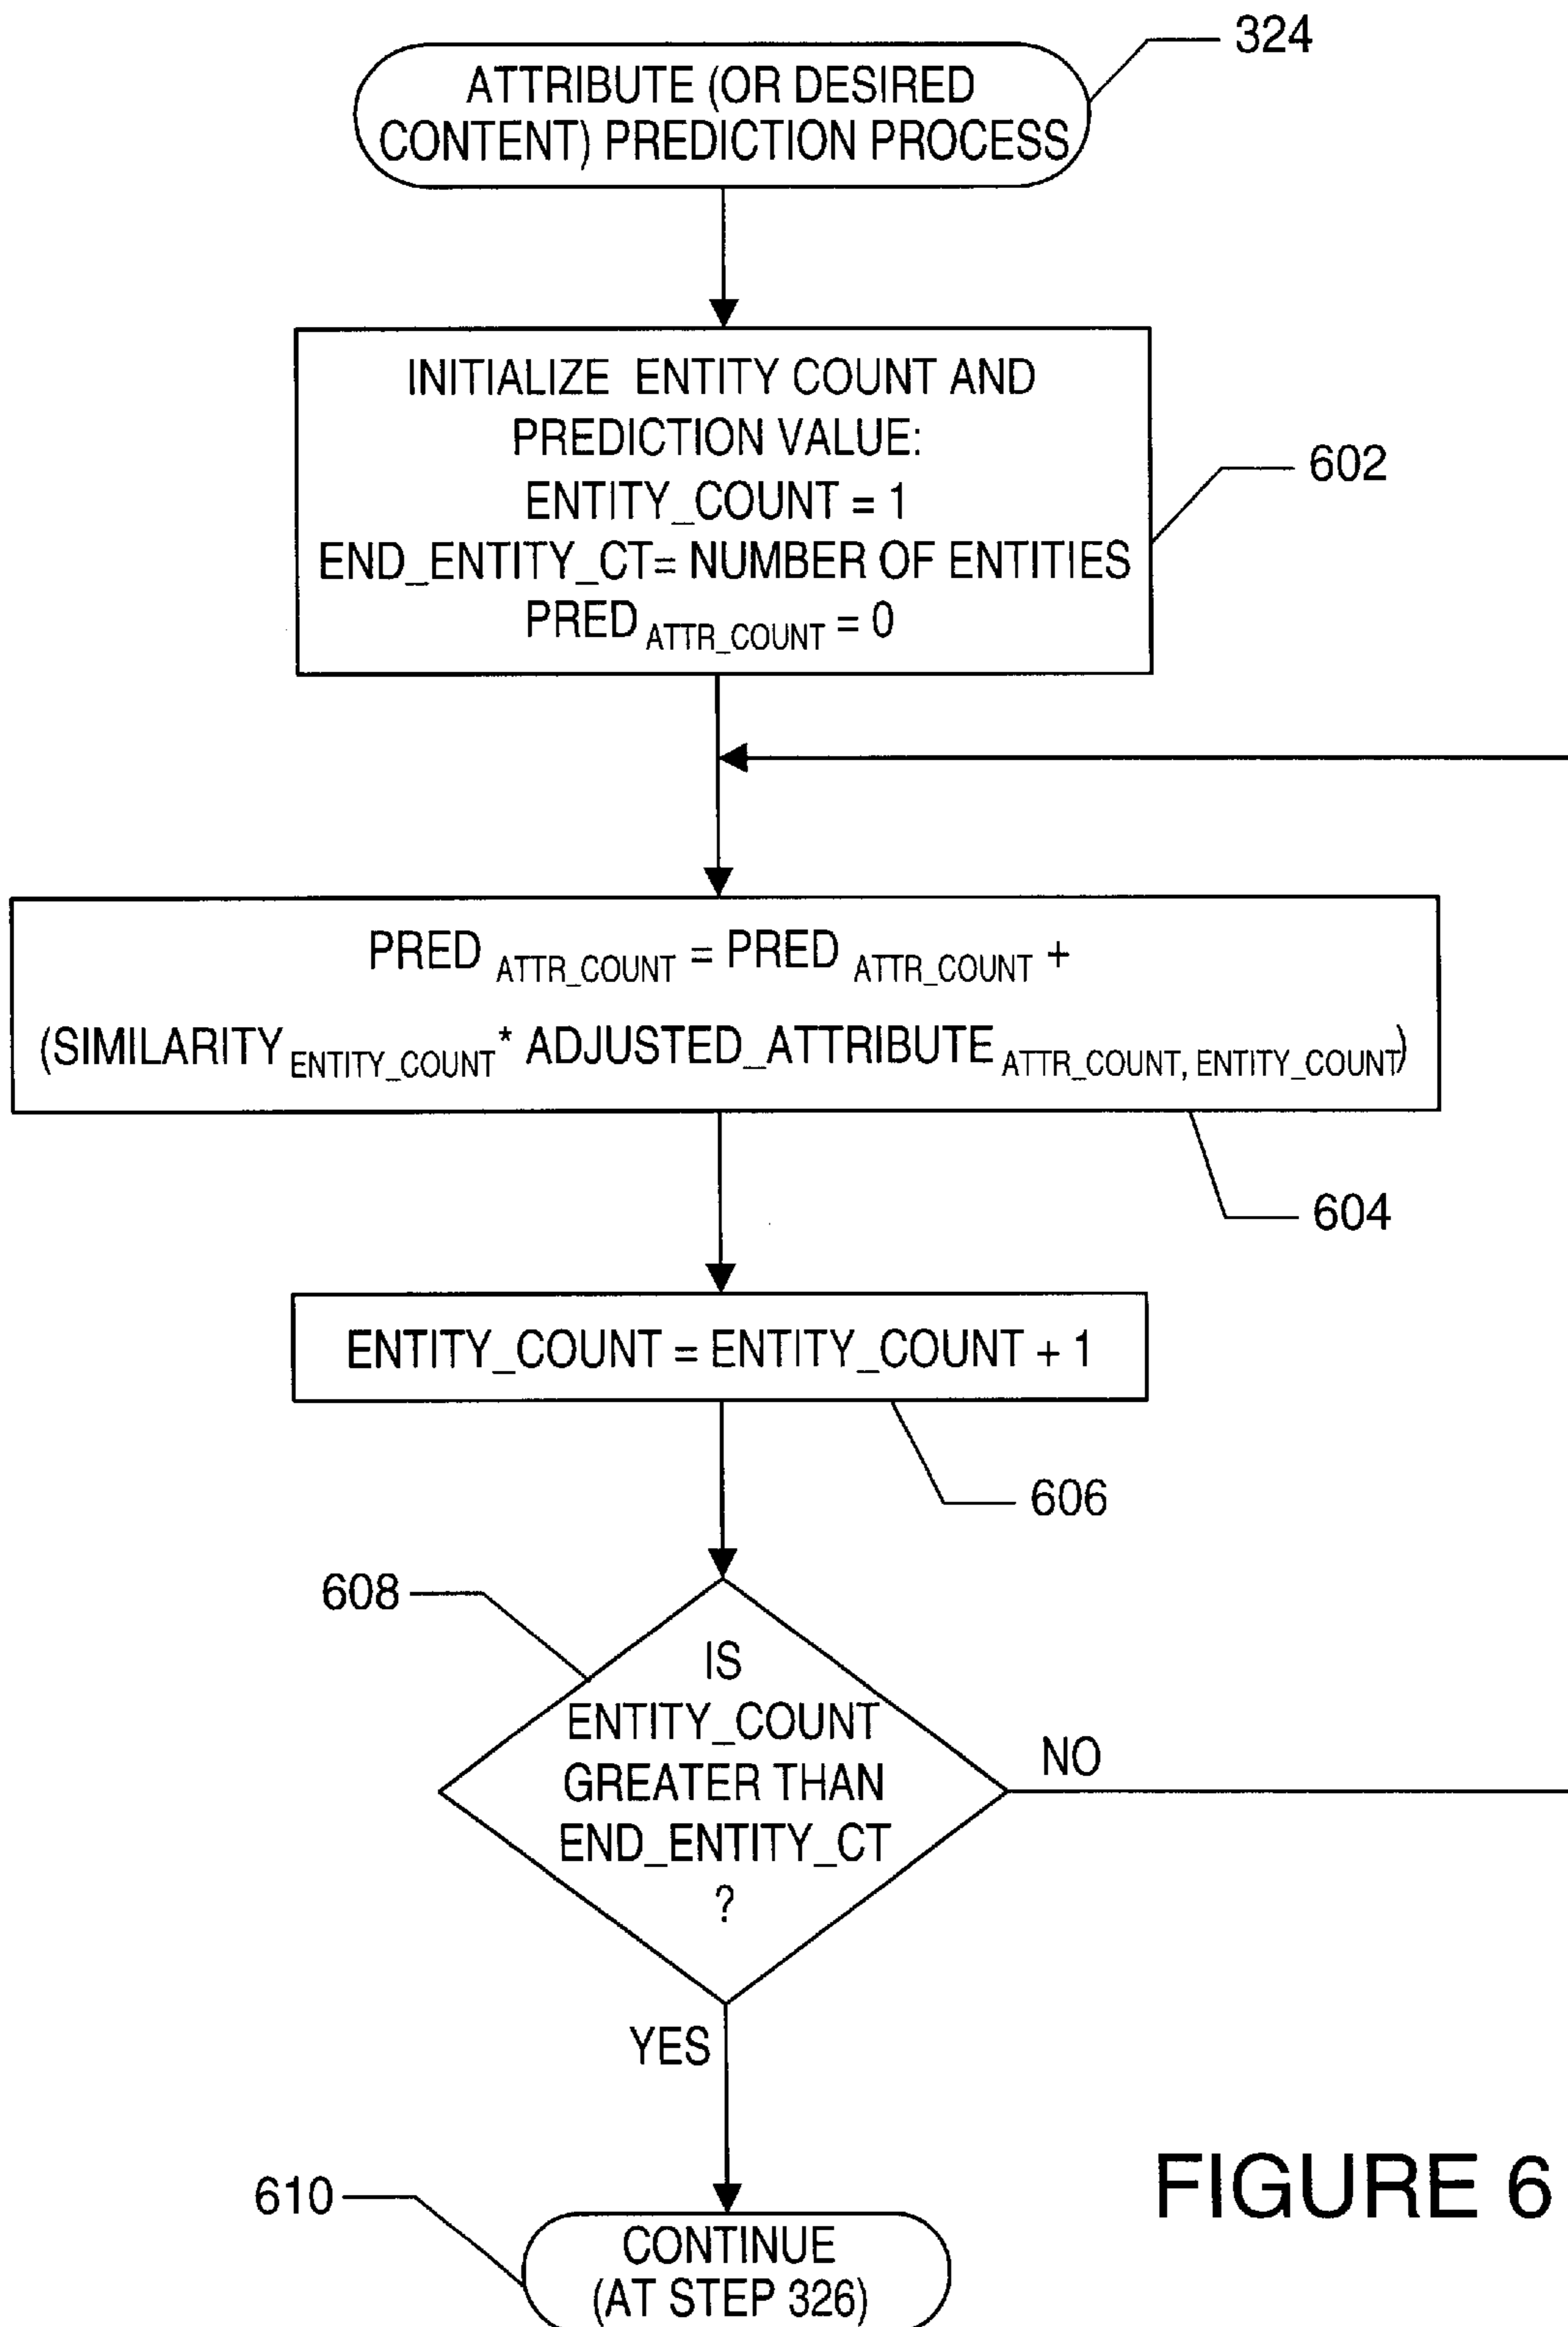 324
ATTRIBUTE (OR DESIRED
CONTENT) PREDICTION PROCESS
INITIALIZE ENTITY COUNT AND
PREDICTION VALUE:
ENTITY_COUNT = 1
END_ENTITY_CT= NUMBER OF ENTITIES
PRED ATTR_COUNT = 0
602
PRED ATTR_COUNT = PRED ATTR_COUNT +
(SIMILARITY ENTITY_COUNT * ADJUSTED_ATTRIBUTE ATTR_COUNT, ENTITY_COUNT)
604
ENTITY_COUNT = ENTITY_COUNT + 1
606
608
IS
ENTITY_COUNT
GREATER THAN
END_ENTITY_CT
?
NO
YES
610
CONTINUE
(AT STEP 326)
FIGURE 6